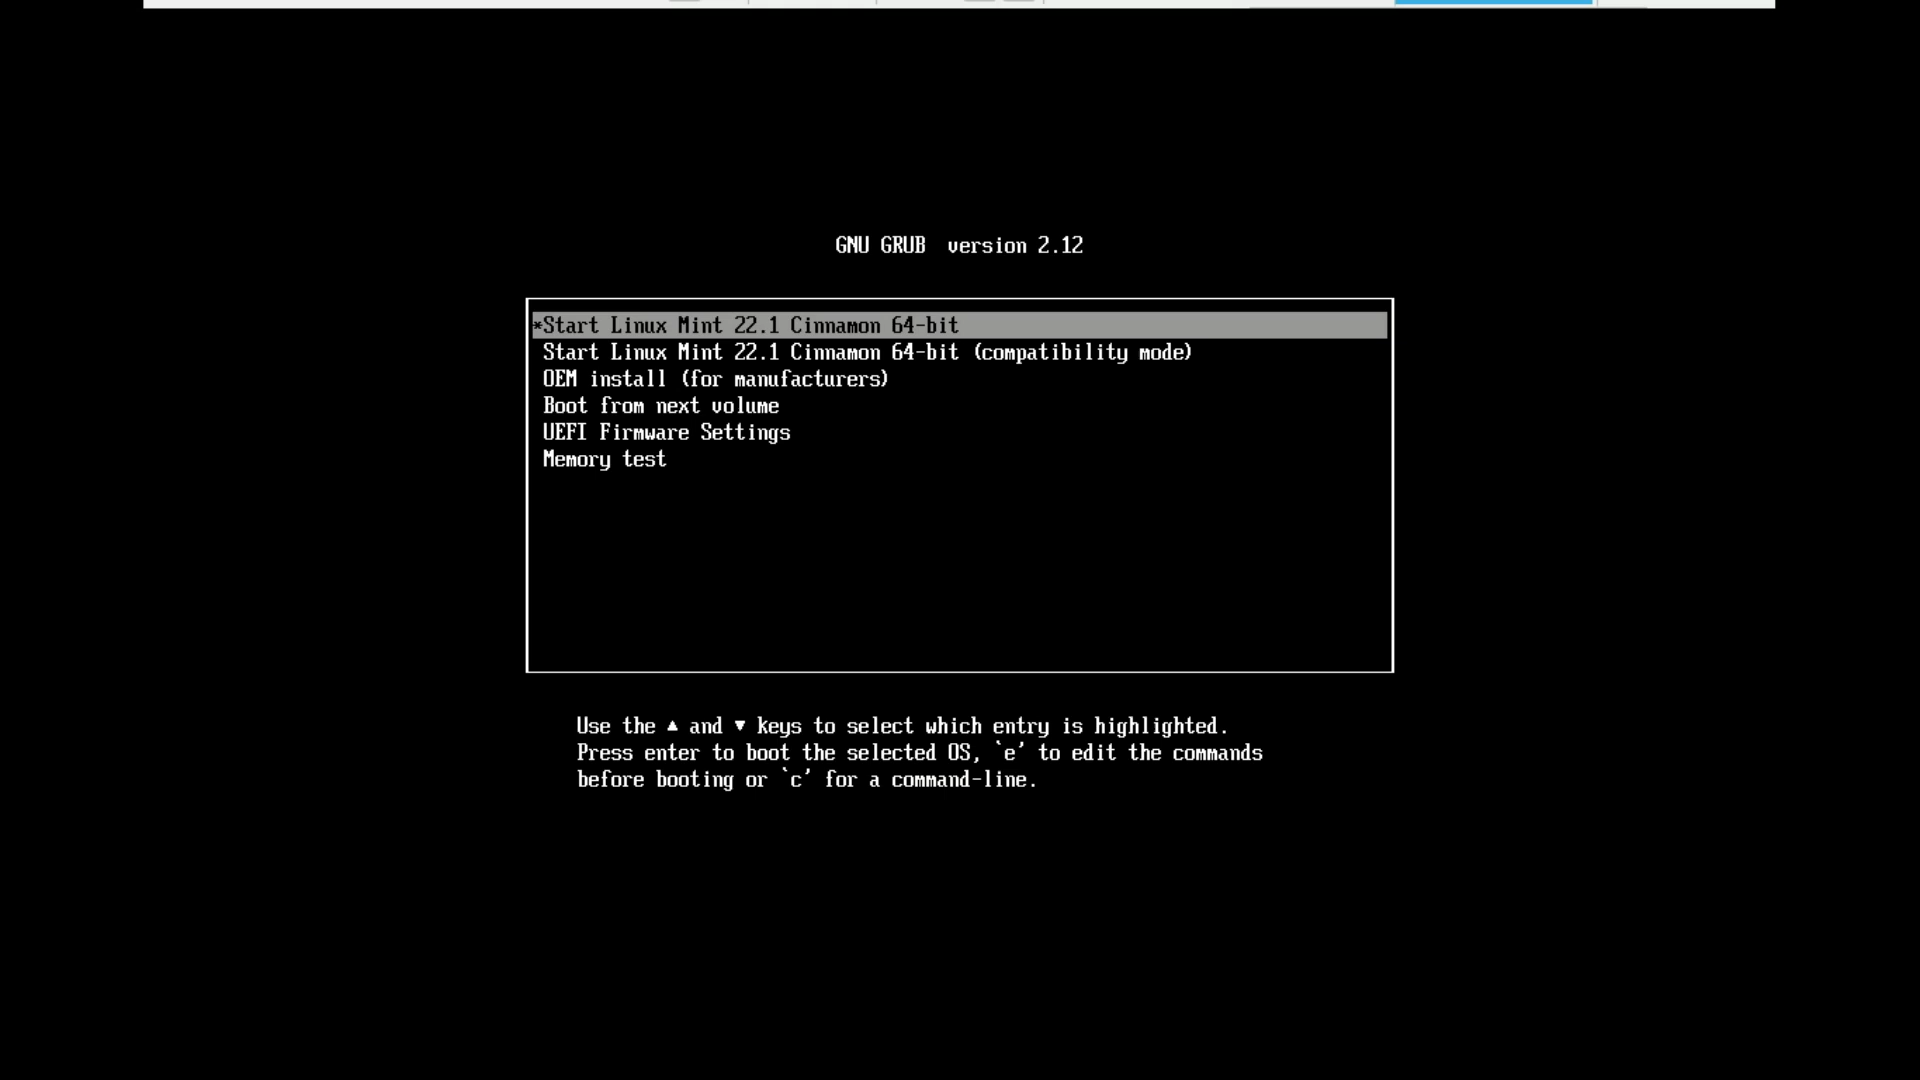 GNU GRUB  version 2.12
*Start Linux Mint 22.1 Cinnamon 64-bit
Start Linux Mint 22.1 Cinnamon 64-bit (compatibility mode)
OEM install (for manufacturers)
Boot from next volume
UEFI Firmware Settings
Memory test
Use the ▲ and ▼ keys to select which entry is highlighted.
Press enter to boot the selected OS, `e' to edit the commands
before booting or `c' for a command-line.